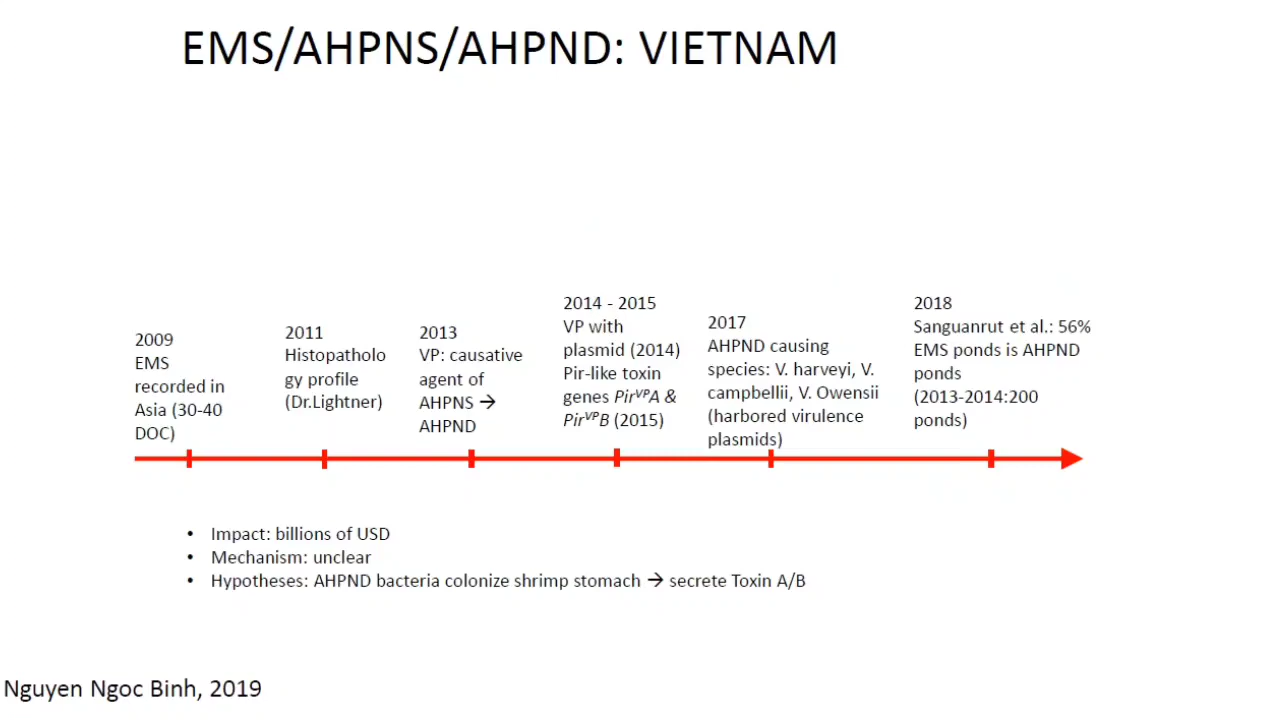 EMS/AHPNS/AHPND: VIETNAM
2009
EMS
recorded in
Asia (30-40
DOC)
2011
Histopatholo
gy profile
(Dr.Lightner)
2013
VP: causative
agent of
AHPNS →
AHPND
2014 - 2015
VP with
plasmid (2014)
Pir-like toxin
genes PirᵛᵖA &
PirᵛᵖB (2015)
2017
AHPND causing
species: V. harveyi, V.
campbellii, V. Owensii
(harbored virulence
plasmids)
2018
Sanguanrut et al.: 56%
EMS ponds is AHPND
ponds
(2013-2014:200
ponds)
• Impact: billions of USD
• Mechanism: unclear
• Hypotheses: AHPND bacteria colonize shrimp stomach → secrete Toxin A/B
Nguyen Ngoc Binh, 2019